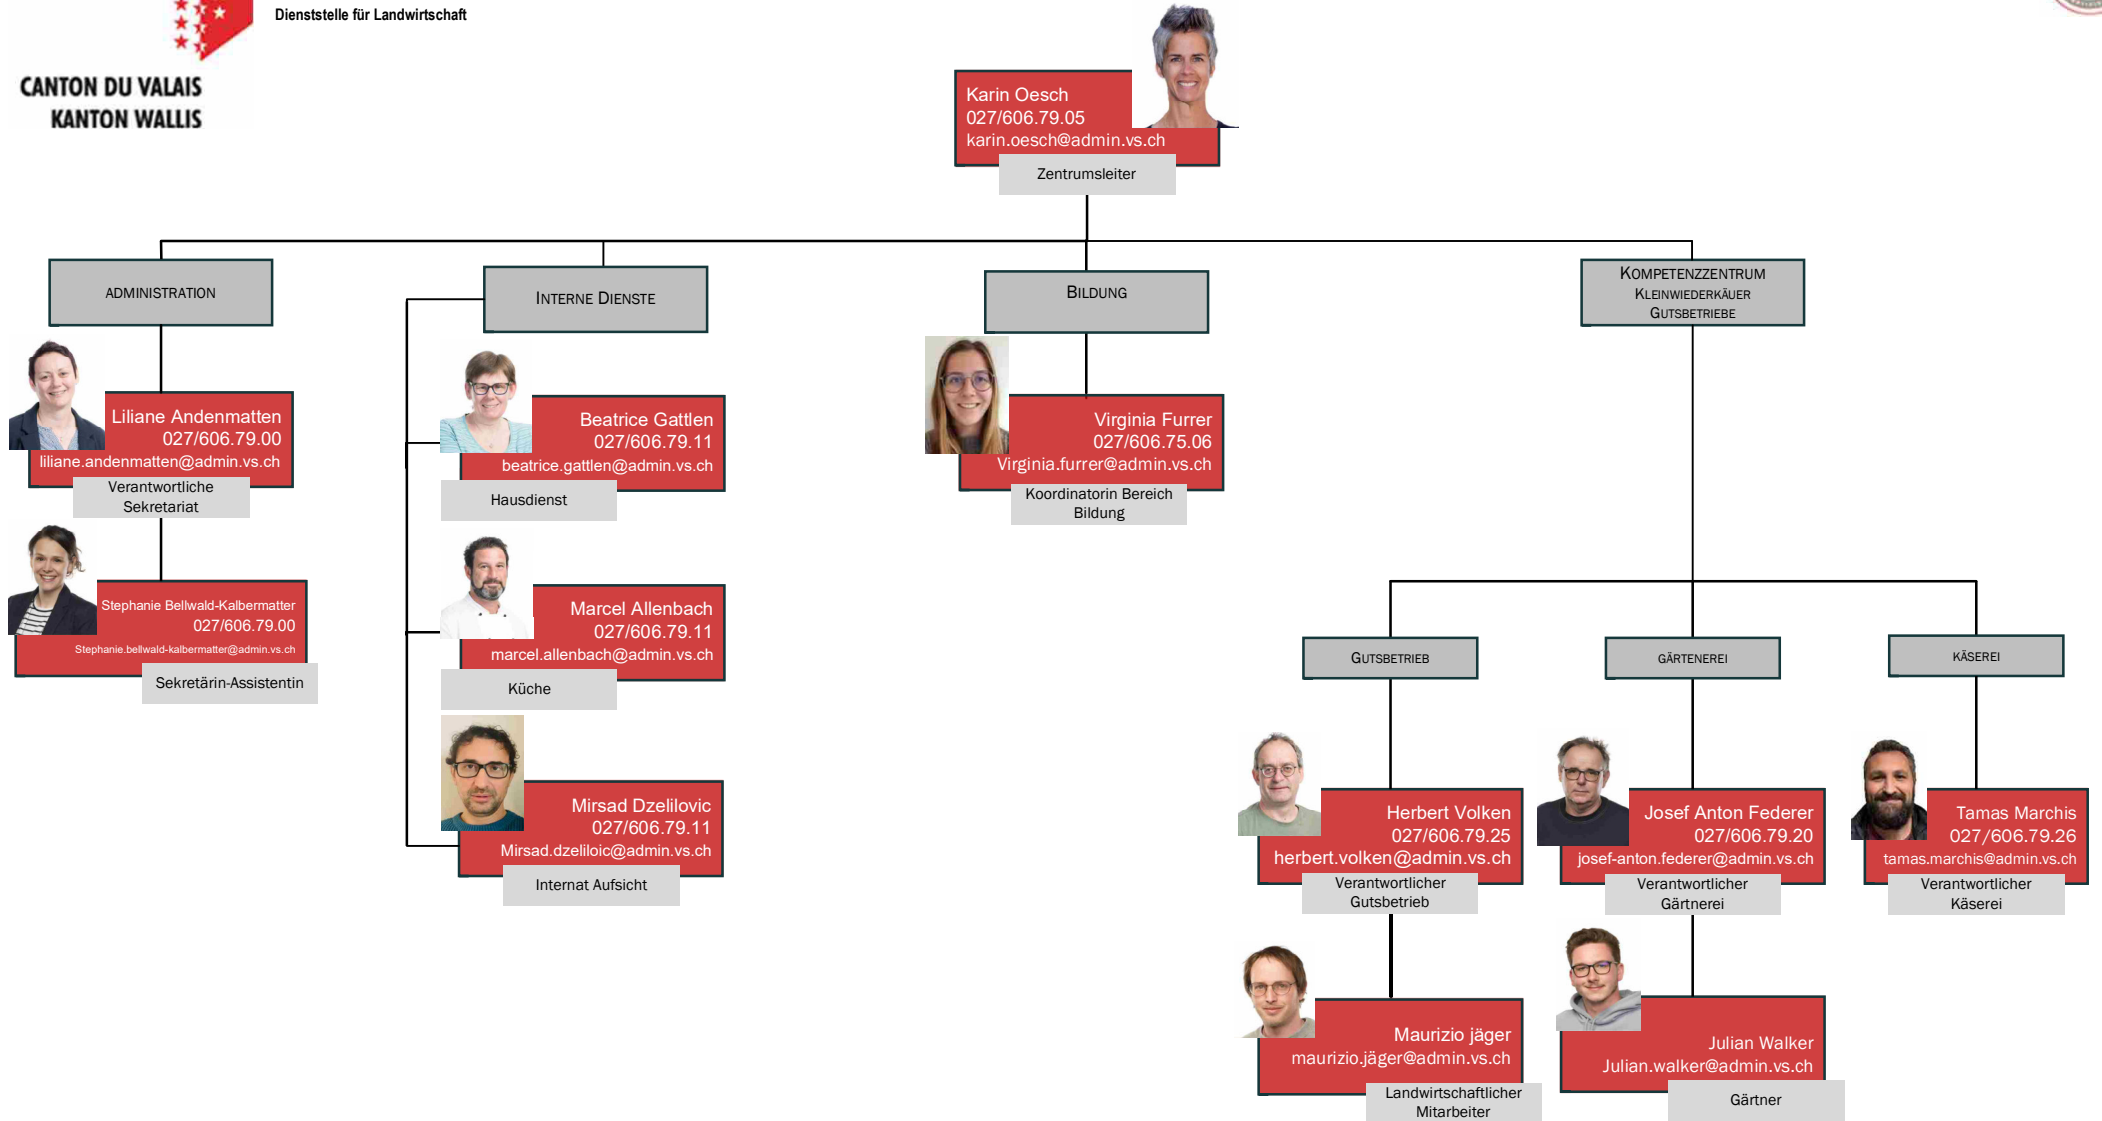 Dienststelle für Landwirtschaft
CANTON DU VALAIS
KANTON WALLIS
Karin Oesch
027/606.79.05
karin.oesch@admin.vs.ch
Zentrumsleiter
ADMINISTRATION
INTERNE DIENSTE
BILDUNG
KOMPETENZZENTRUM
KLEINWIEDERKÄUER
GUTSBETRIEBE
Liliane Andenmatten
027/606.79.00
liliane.andenmatten@admin.vs.ch
Verantwortliche
Sekretariat
Stephanie Bellwald-Kalbermatter
027/606.79.00
Stephanie.bellwald-kalbermatter@admin.vs.ch
Sekretärin-Assistentin
Beatrice Gattlen
027/606.79.11
beatrice.gattlen@admin.vs.ch
Hausdienst
Marcel Allenbach
027/606.79.11
marcel.allenbach@admin.vs.ch
Küche
Mirsad Dzelilovic
027/606.79.11
Mirsad.dzeliloic@admin.vs.ch
Internat Aufsicht
Virginia Furrer
027/606.75.06
Virginia.furrer@admin.vs.ch
Koordinatorin Bereich
Bildung
GUTSBETRIEB
GÄRTENEREI
KÄSEREI
Herbert Volken
027/606.79.25
herbert.volken@admin.vs.ch
Verantwortlicher
Gutsbetrieb
Maurizio jäger
maurizio.jäger@admin.vs.ch
Landwirtschaftlicher
Mitarbeiter
Josef Anton Federer
027/606.79.20
josef-anton.federer@admin.vs.ch
Verantwortlicher
Gärtnerei
Julian Walker
Julian.walker@admin.vs.ch
Gärtner
Tamas Marchis
027/606.79.26
tamas.marchis@admin.vs.ch
Verantwortlicher
Käserei